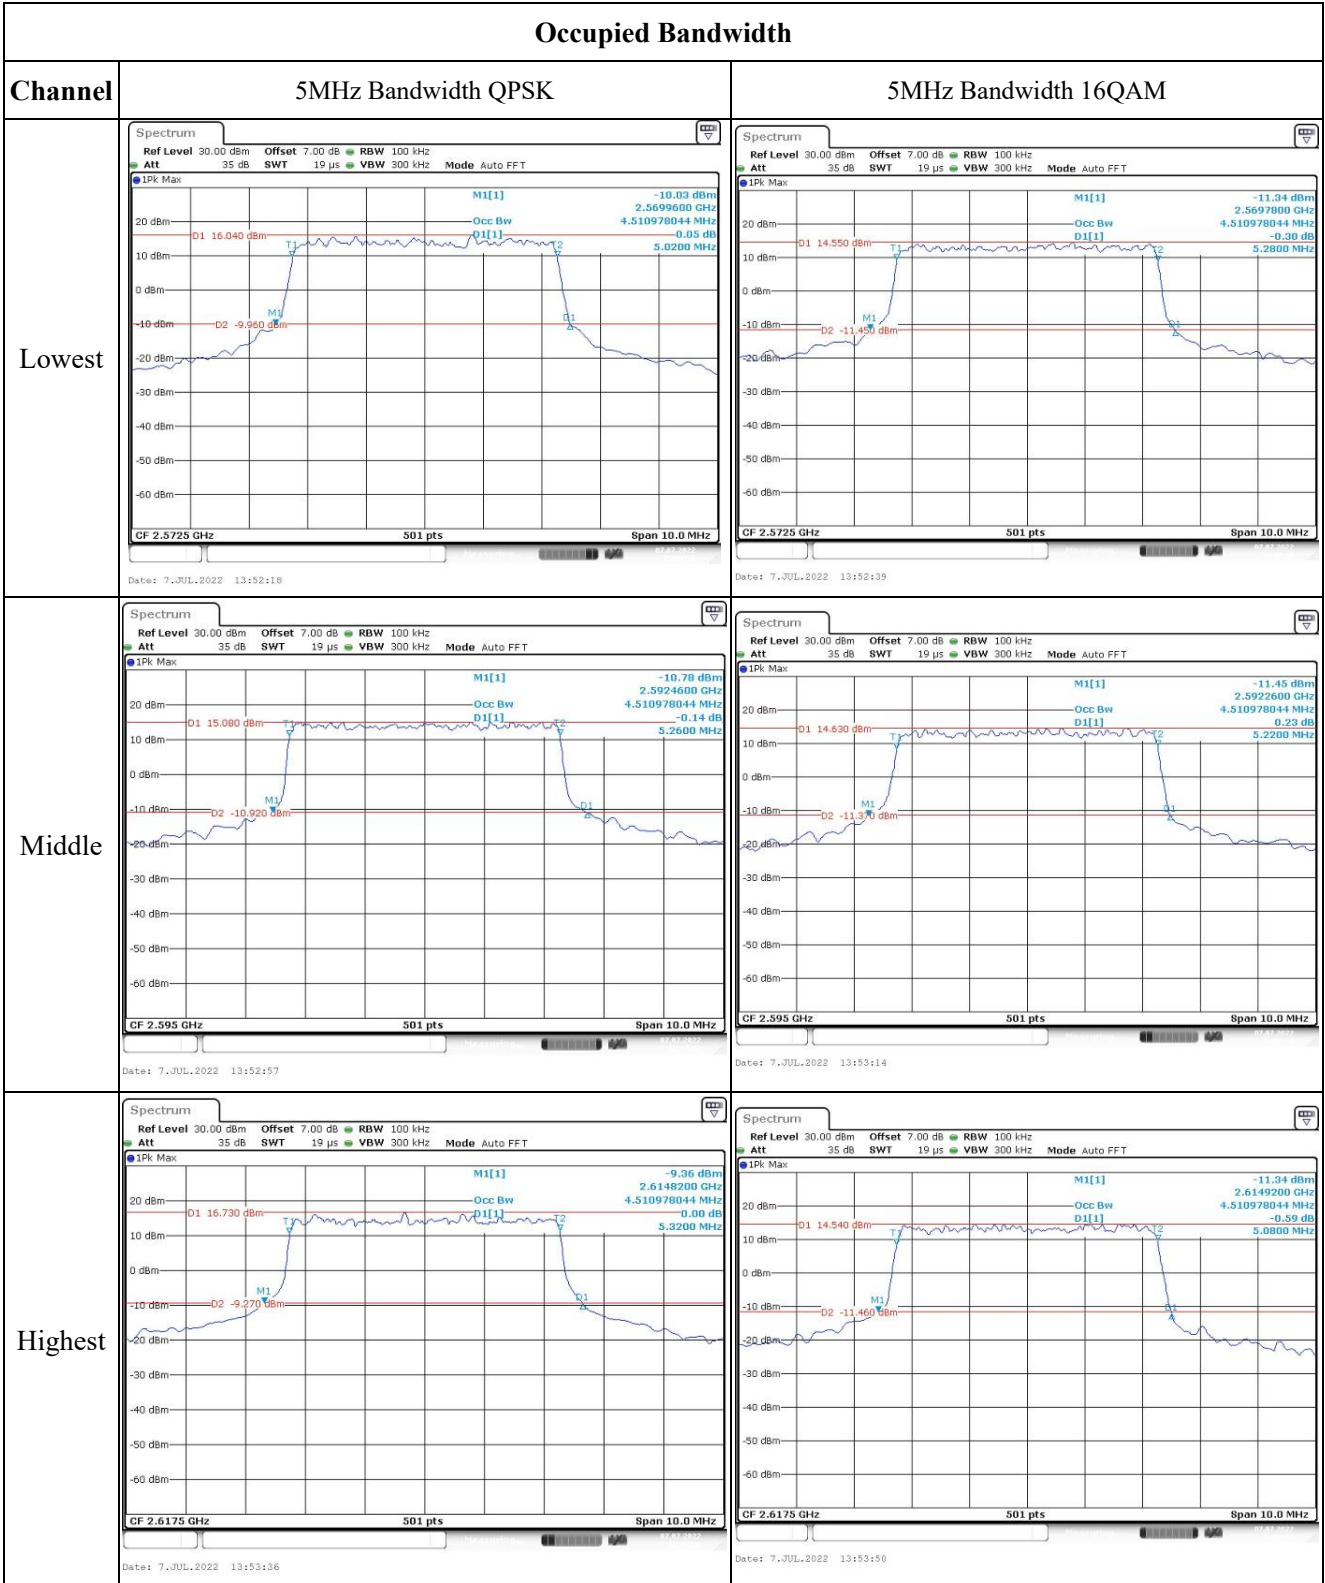 Occupied Bandwidth
Channel 5MHz Bandwidth QPSK 5MHz Bandwidth 16QAM
Lowest
Spectrum
Ref Level 30.00 dBm Offset 7.00 dB RBW 100 kHz
Att 35 dB SWT 19 µs VBW 300 kHz Mode Auto FFT
1Pk Max
M1[1] -10.03 dBm
2.5699600 GHz
Occ Bw 4.510978044 MHz
D1[1] -0.05 dB
5.0200 MHz
20 dBm
D1 16.040 dBm
T1
T2
10 dBm
0 dBm
M1
D1
-10 dBm
D2 -9.960 dBm
-20 dBm
-30 dBm
-40 dBm
-50 dBm
-60 dBm
CF 2.5725 GHz 501 pts Span 10.0 MHz
Date: 7.JUL.2022 13:52:18
Spectrum
Ref Level 30.00 dBm Offset 7.00 dB RBW 100 kHz
Att 35 dB SWT 19 µs VBW 300 kHz Mode Auto FFT
1Pk Max
M1[1] -11.34 dBm
2.5697800 GHz
Occ Bw 4.510978044 MHz
D1[1] -0.30 dB
5.2800 MHz
20 dBm
D1 14.550 dBm
T1
T2
10 dBm
0 dBm
M1
D1
-10 dBm
D2 -11.450 dBm
-20 dBm
-30 dBm
-40 dBm
-50 dBm
-60 dBm
CF 2.5725 GHz 501 pts Span 10.0 MHz
Date: 7.JUL.2022 13:52:39
Middle
Spectrum
Ref Level 30.00 dBm Offset 7.00 dB RBW 100 kHz
Att 35 dB SWT 19 µs VBW 300 kHz Mode Auto FFT
1Pk Max
M1[1] -10.78 dBm
2.5924600 GHz
Occ Bw 4.510978044 MHz
D1[1] -0.14 dB
5.2600 MHz
20 dBm
D1 15.080 dBm
T1
T2
10 dBm
0 dBm
M1
D1
-10 dBm
D2 -10.920 dBm
-20 dBm
-30 dBm
-40 dBm
-50 dBm
-60 dBm
CF 2.595 GHz 501 pts Span 10.0 MHz
Date: 7.JUL.2022 13:52:57
Spectrum
Ref Level 30.00 dBm Offset 7.00 dB RBW 100 kHz
Att 35 dB SWT 19 µs VBW 300 kHz Mode Auto FFT
1Pk Max
M1[1] -11.45 dBm
2.5922600 GHz
Occ Bw 4.510978044 MHz
D1[1] 0.23 dB
5.2200 MHz
20 dBm
D1 14.630 dBm
T1
T2
10 dBm
0 dBm
M1
D1
-10 dBm
D2 -11.370 dBm
-20 dBm
-30 dBm
-40 dBm
-50 dBm
-60 dBm
CF 2.595 GHz 501 pts Span 10.0 MHz
Date: 7.JUL.2022 13:53:14
Highest
Spectrum
Ref Level 30.00 dBm Offset 7.00 dB RBW 100 kHz
Att 35 dB SWT 19 µs VBW 300 kHz Mode Auto FFT
1Pk Max
M1[1] -9.36 dBm
2.6148200 GHz
Occ Bw 4.510978044 MHz
D1[1] 0.00 dB
5.3200 MHz
20 dBm
D1 16.730 dBm
T1
T2
10 dBm
0 dBm
M1
D1
-10 dBm
D2 -9.270 dBm
-20 dBm
-30 dBm
-40 dBm
-50 dBm
-60 dBm
CF 2.6175 GHz 501 pts Span 10.0 MHz
Date: 7.JUL.2022 13:53:36
Spectrum
Ref Level 30.00 dBm Offset 7.00 dB RBW 100 kHz
Att 35 dB SWT 19 µs VBW 300 kHz Mode Auto FFT
1Pk Max
M1[1] -11.34 dBm
2.6149200 GHz
Occ Bw 4.510978044 MHz
D1[1] -0.59 dB
5.0800 MHz
20 dBm
D1 14.540 dBm
T1
T2
10 dBm
0 dBm
M1
D1
-10 dBm
D2 -11.460 dBm
-20 dBm
-30 dBm
-40 dBm
-50 dBm
-60 dBm
CF 2.6175 GHz 501 pts Span 10.0 MHz
Date: 7.JUL.2022 13:53:50